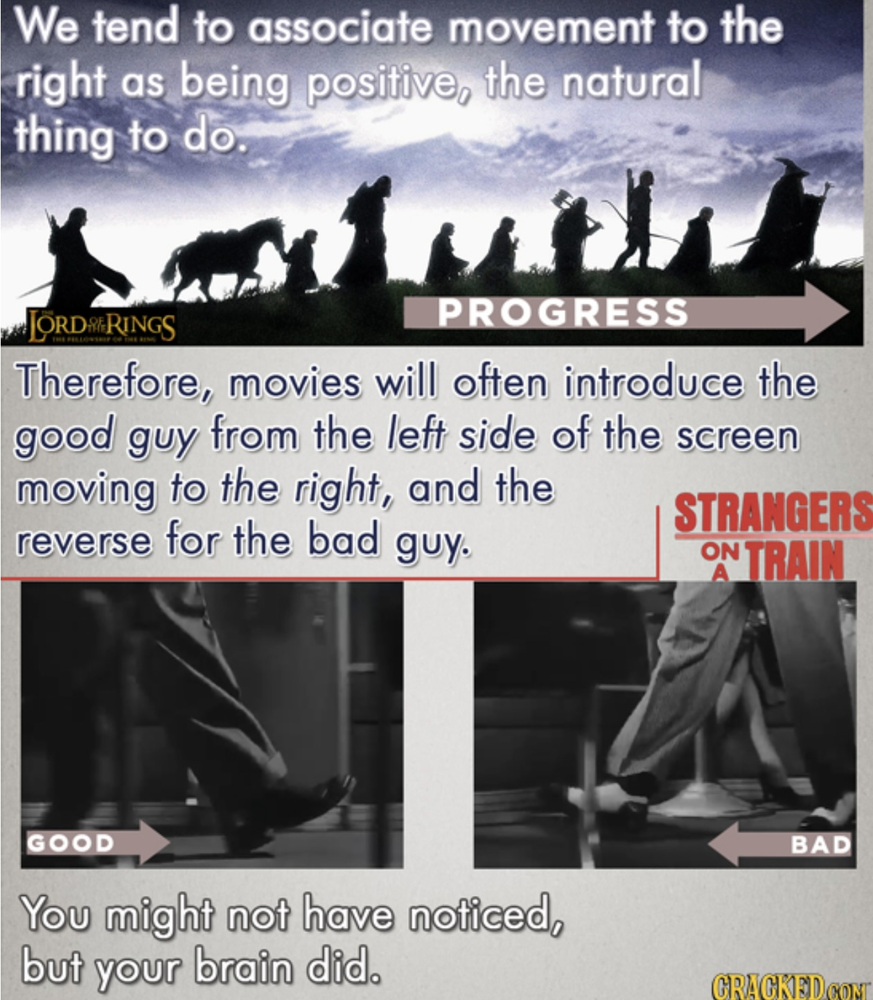 We tend to associate movement to the
right as being positive, the natural
thing to do.
THE
LORD OF THE RINGS
THE FELLOWSHIP OF THE RING
PROGRESS
Therefore, movies will often introduce the
good guy from the left side of the screen
moving to the right, and the
reverse for the bad guy.
STRANGERS
ON A TRAIN
GOOD
BAD
You might not have noticed,
but your brain did.
CRACKED.COM